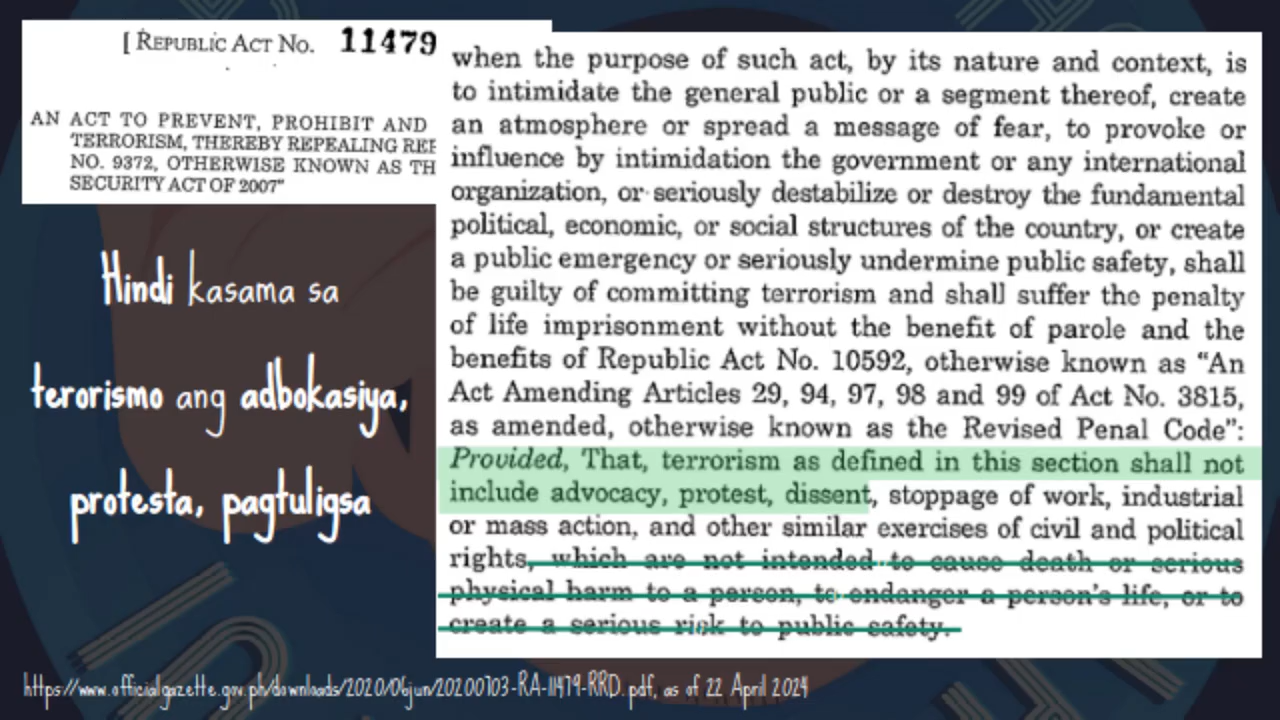 [ REPUBLIC ACT NO. 11479
AN ACT TO PREVENT, PROHIBIT AND
TERRORISM, THEREBY REPEALING
NO. 9372, OTHERWISE KNOWN AS
SECURITY ACT OF 2007"
Hindi kasama sa
terorismo ang adbokasiya,
protesta, pagtuligsa
when the purpose of such act, by its nature and context, is
to intimidate the general public or a segment thereof, create
an atmosphere or spread a message of fear, to provoke or
influence by intimidation the government or any international
organization, or seriously destabilize or destroy the fundamental
political, economic, or social structures of the country, or create
a public emergency or seriously undermine public safety, shall
be guilty of committing terrorism and shall suffer the penalty
of life imprisonment without the benefit of parole and the
benefits of Republic Act No. 10592, otherwise known as “An
Act Amending Articles 29, 94, 97, 98 and 99 of Act No. 3815,
as amended, otherwise known as the Revised Penal Code”:
Provided, That, terrorism as defined in this section shall not
include advocacy, protest, dissent, stoppage of work, industrial
or mass action, and other similar exercises of civil and political
rights, which are not intended to cause death or serious
physical harm to a person, to endanger a person's life, or to
create a serious risk to public safety.
https://www.officialgazette.gov.ph/downloads/2020/06jun/20200703-RA-11479-RRD.pdf, as of 22 April 2024